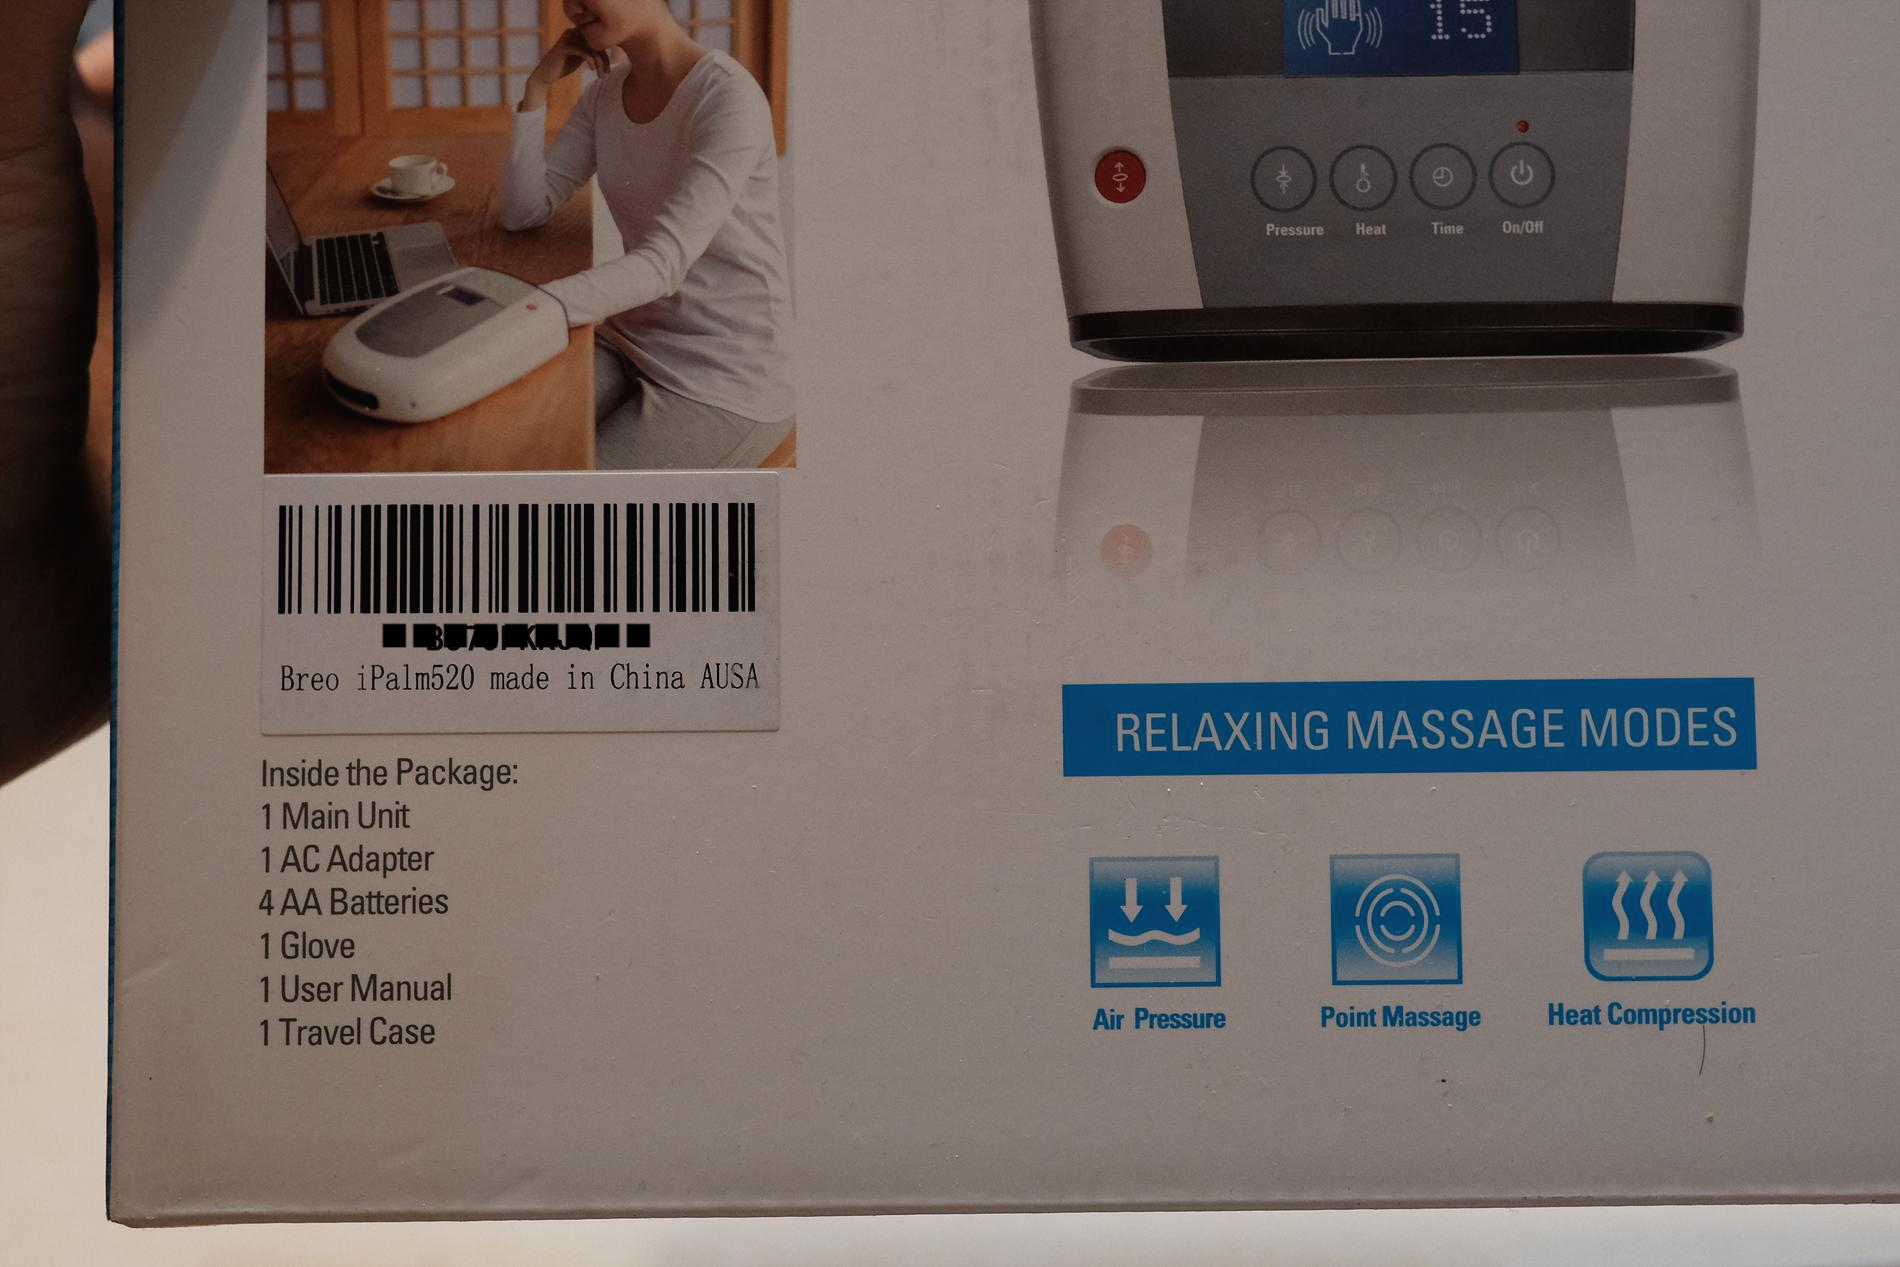 15
Pressure Heat Time On/Off
Breo iPalm520 made in China AUSA
Inside the Package:
1 Main Unit
1 AC Adapter
4 AA Batteries
1 Glove
1 User Manual
1 Travel Case
RELAXING MASSAGE MODES
Air Pressure Point Massage Heat Compression